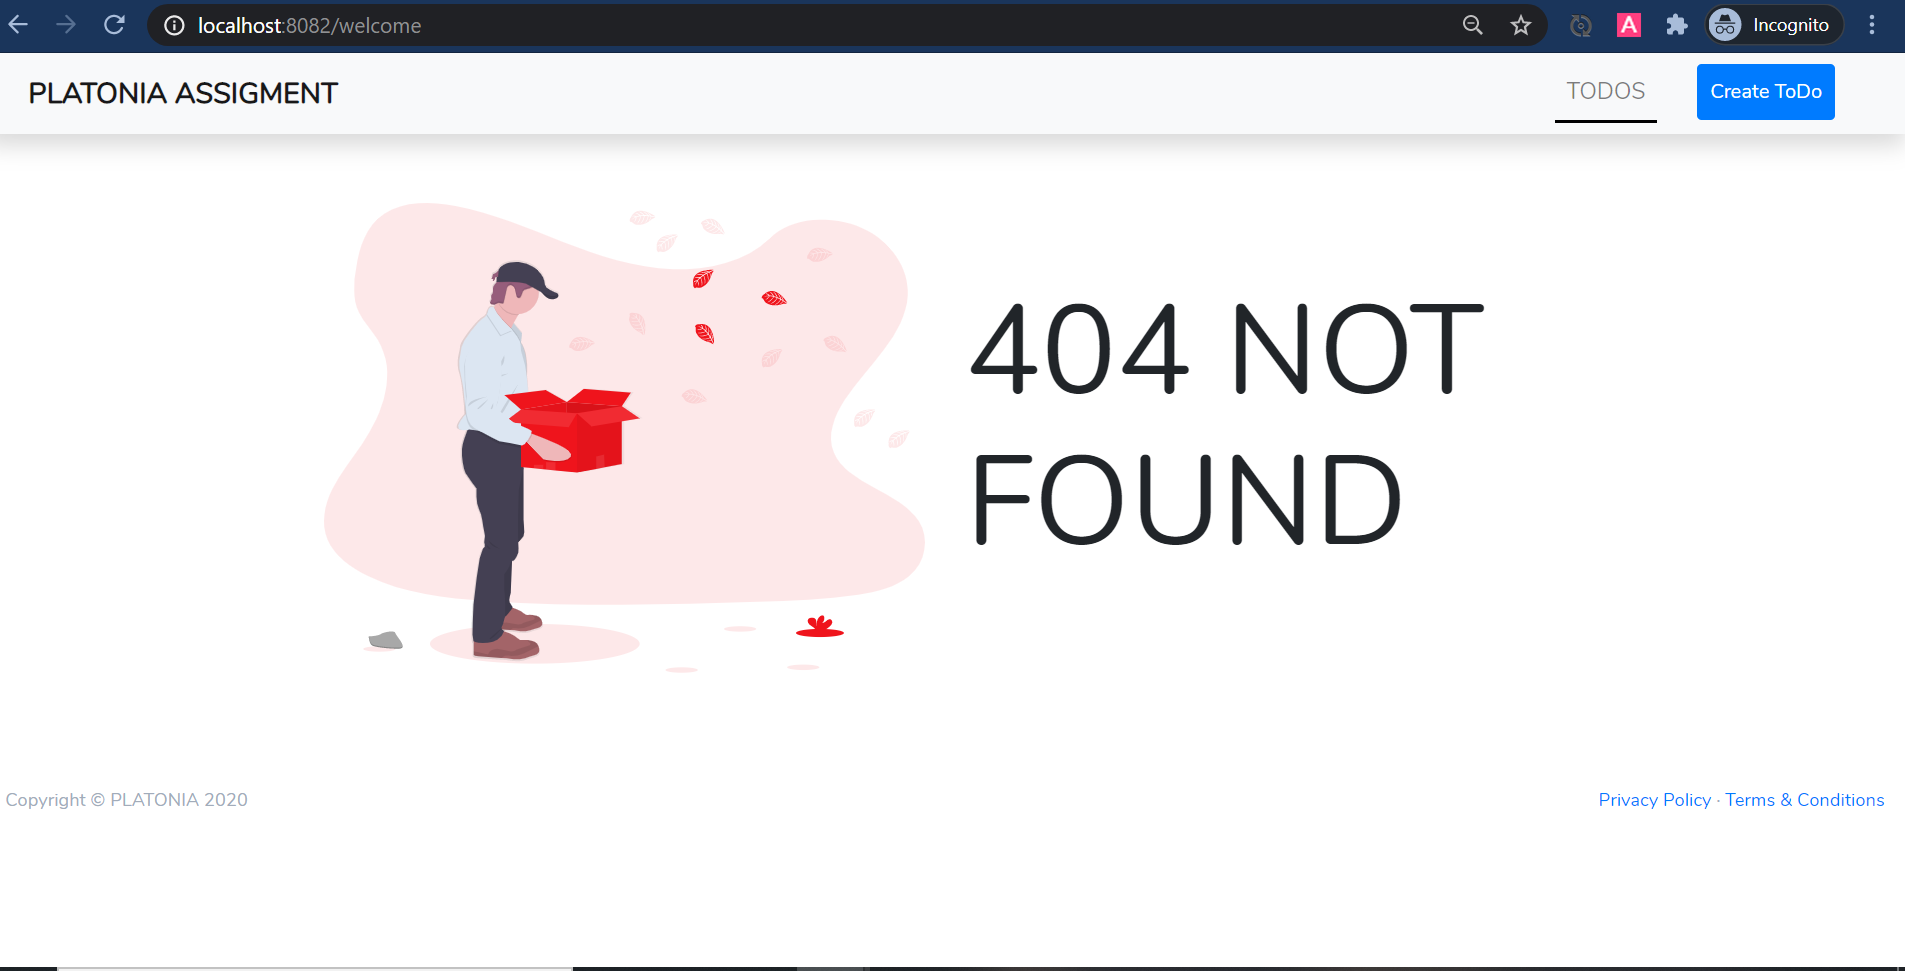 localhost:8082/welcome
Incognito
PLATONIA ASSIGMENT
TODOS
Create ToDo
404 NOT
FOUND
Copyright © PLATONIA 2020
Privacy Policy · Terms & Conditions